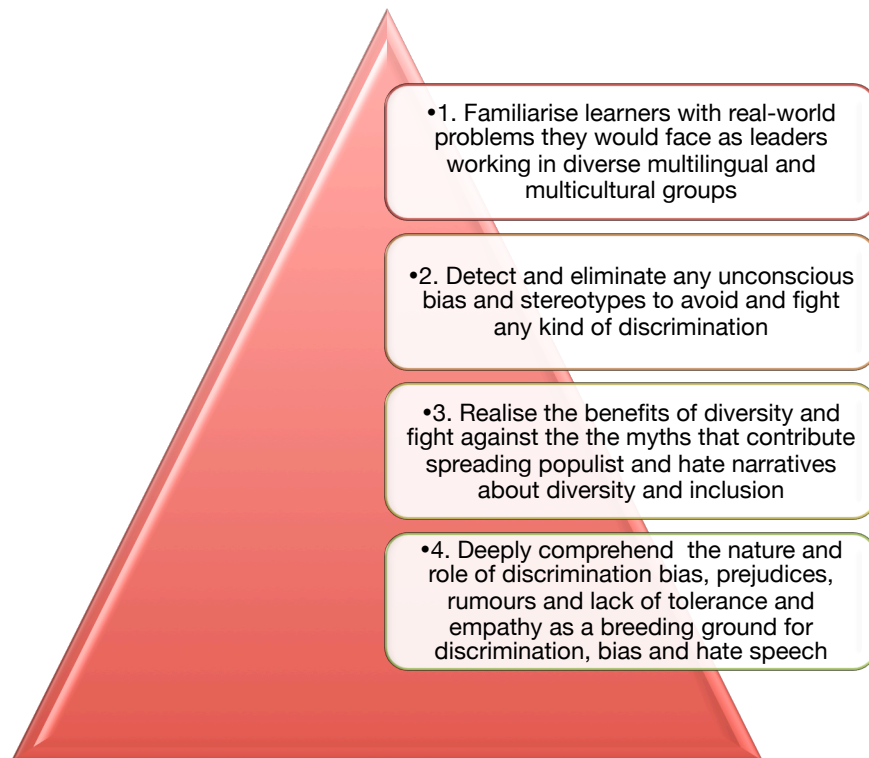 •1. Familiarise learners with real-world
problems they would face as leaders
working in diverse multilingual and
multicultural groups
•2. Detect and eliminate any unconscious
bias and stereotypes to avoid and fight
any kind of discrimination
•3. Realise the benefits of diversity and
fight against the the myths that contribute
spreading populist and hate narratives
about diversity and inclusion
•4. Deeply comprehend  the nature and
role of discrimination bias, prejudices,
rumours and lack of tolerance and
empathy as a breeding ground for
discrimination, bias and hate speech